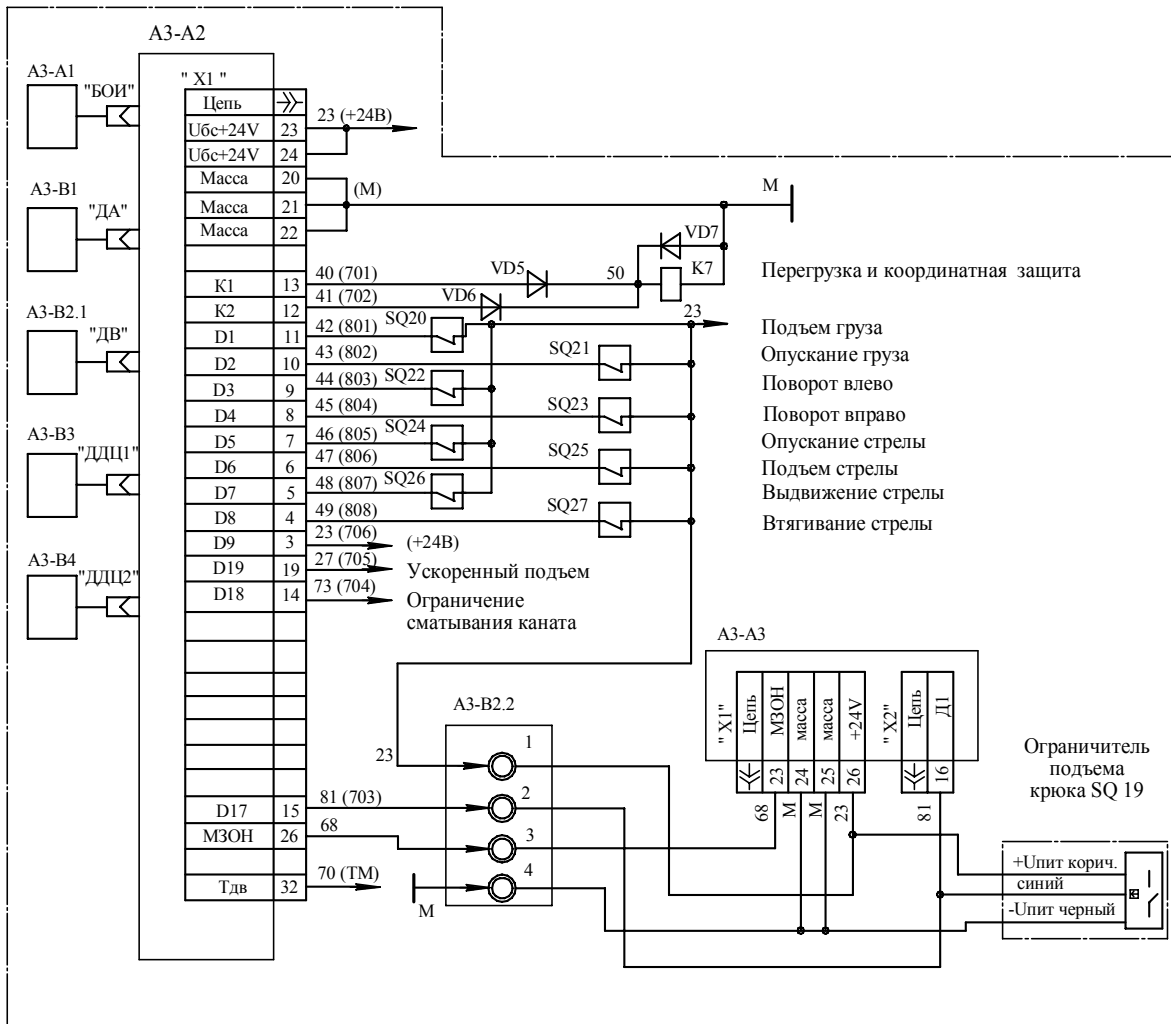 А3-А2
А3-А1
"БОИ"
А3-В1
"ДА"
А3-В2.1
"ДВ"
А3-В3
"ДДЦ1"
А3-В4
"ДДЦ2"
" Х1 "
Цепь
Uбс+24V 23 23 (+24В)
Uбс+24V 24
Масса 20
Масса 21 (М) М
Масса 22
К1 13 40 (701) VD5 50 К7 VD7
К2 12 41 (702) VD6
D1 11 42 (801) SQ20 23
D2 10 43 (802) SQ21
D3 9 44 (803) SQ22
D4 8 45 (804) SQ23
D5 7 46 (805) SQ24
D6 6 47 (806) SQ25
D7 5 48 (807) SQ26
D8 4 49 (808) SQ27
D9 3 23 (706) (+24В)
D19 19 27 (705) Ускоренный подъем
D18 14 73 (704) Ограничение
сматывания каната
D17 15 81 (703)
МЗОН 26 68
Тдв 32 70 (ТМ)
Перегрузка и координатная защита
Подъем груза
Опускание груза
Поворот влево
Поворот вправо
Опускание стрелы
Подъем стрелы
Выдвижение стрелы
Втягивание стрелы
А3-В2.2
23
1
2
3
4
М
А3-А3
" Х1"
Цепь
МЗОН
масса
масса
+24V
23
24
25
26
68
М
М
23
" Х2"
Цепь
Д1
16
81
Ограничитель
подъема
крюка SQ 19
+Uпит корич.
синий
-Uпит черный